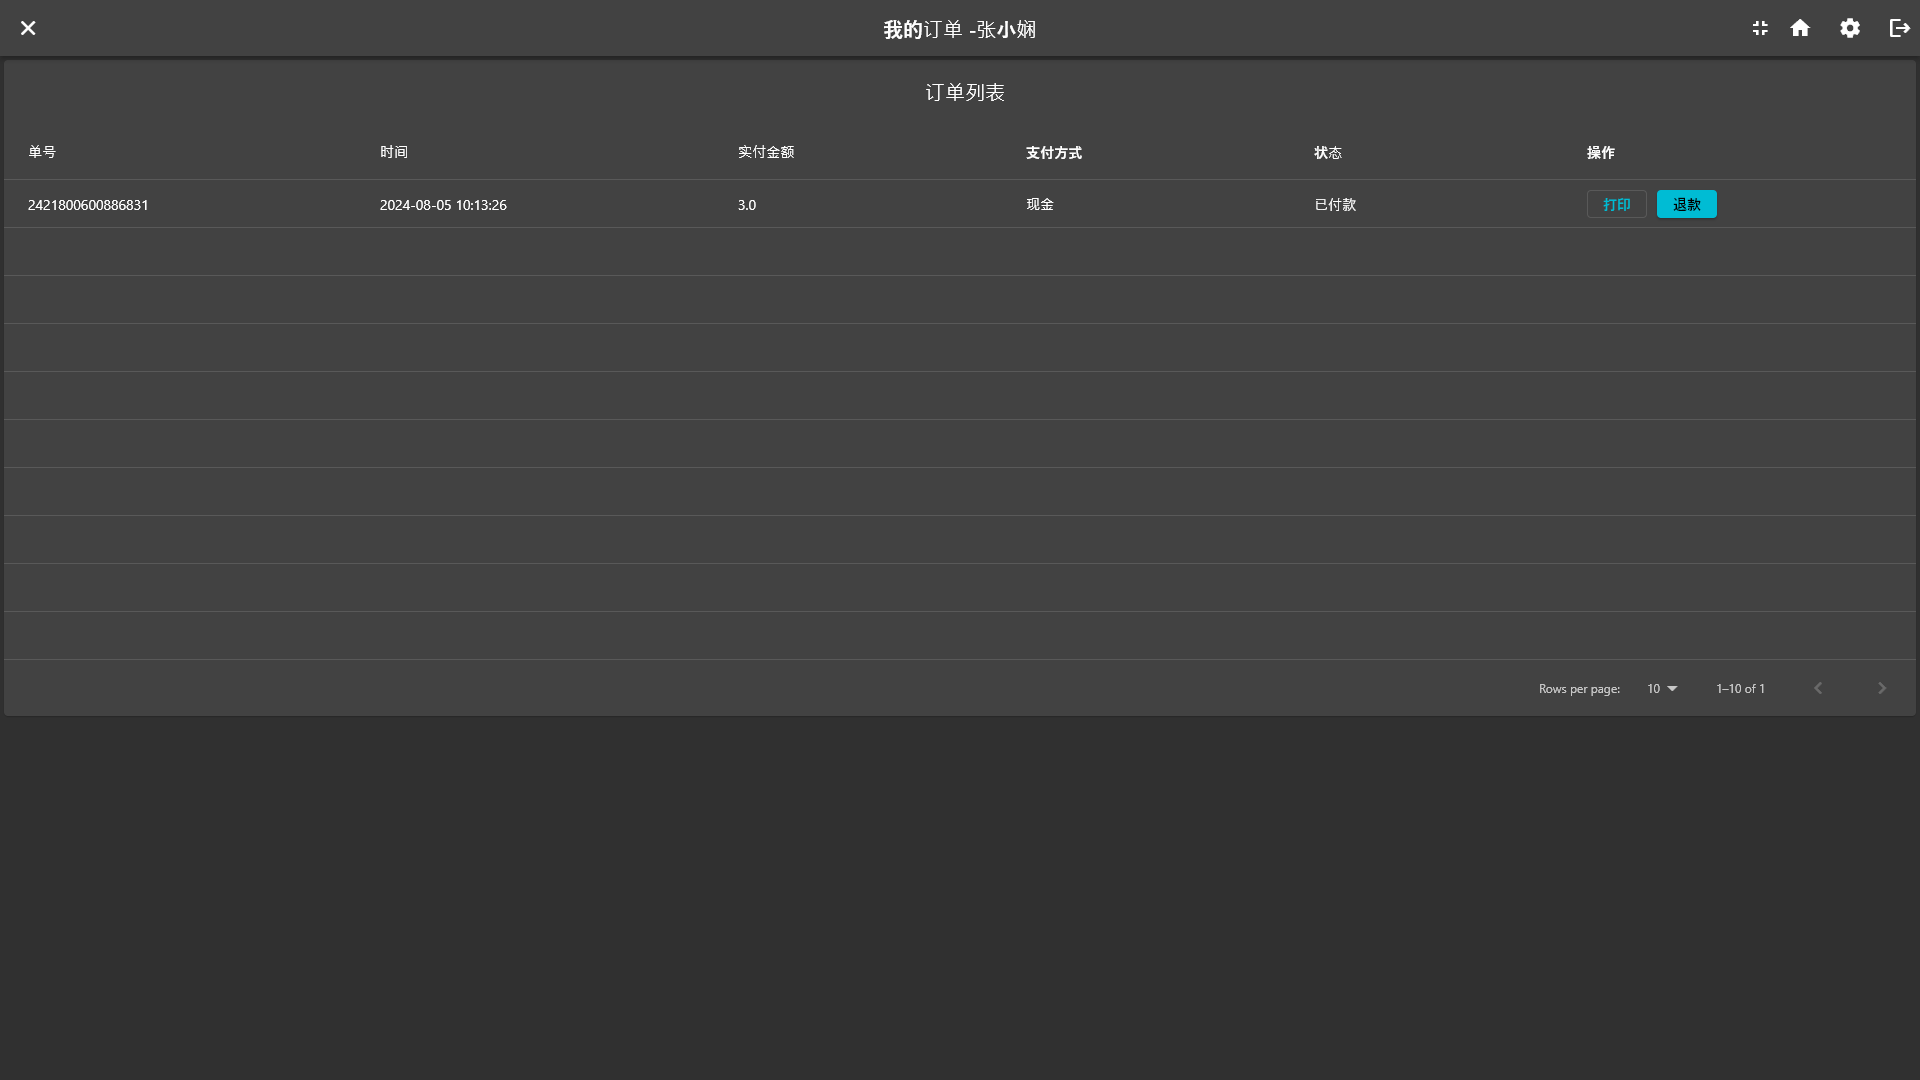 我的订单 -张小娴
订单列表
单号 时间 实付金额 支付方式 状态 操作
2421800600886831 2024-08-05 10:13:26 3.0 现金 已付款 打印 退款
Rows per page: 10 1–10 of 1